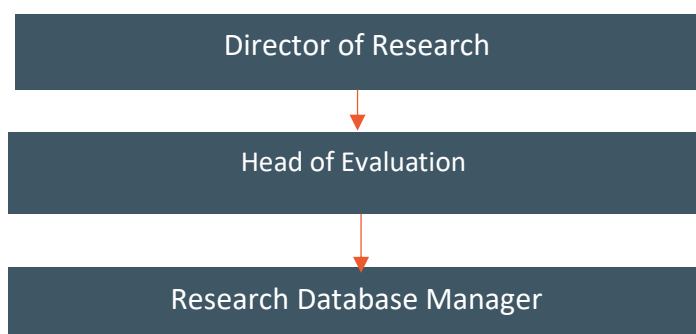 Director of Research
Head of Evaluation
Research Database Manager